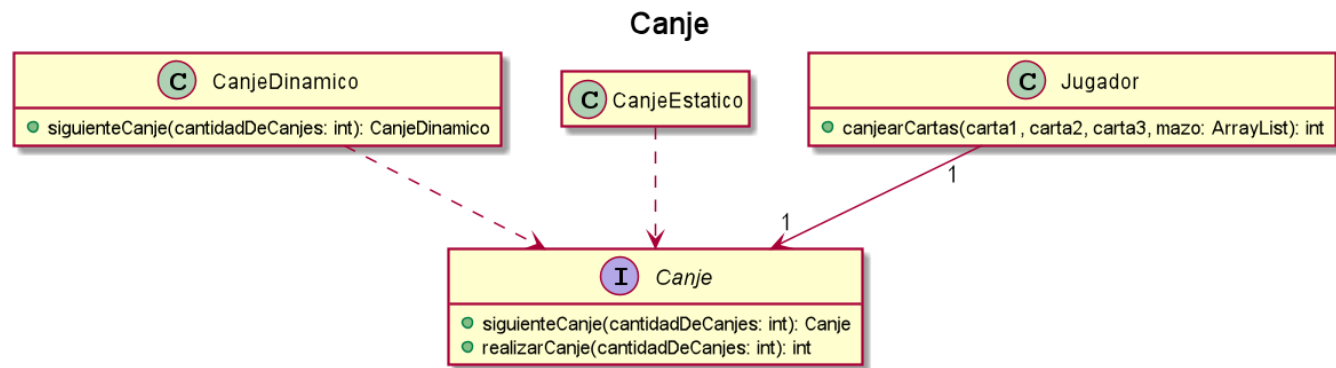 Canje
C CanjeDinamico
siguienteCanje(cantidadDeCanjes: int): CanjeDinamico
C CanjeEstatico
C Jugador
canjearCartas(carta1, carta2, carta3, mazo: ArrayList): int
1
1
I Canje
siguienteCanje(cantidadDeCanjes: int): Canje
realizarCanje(cantidadDeCanjes: int): int